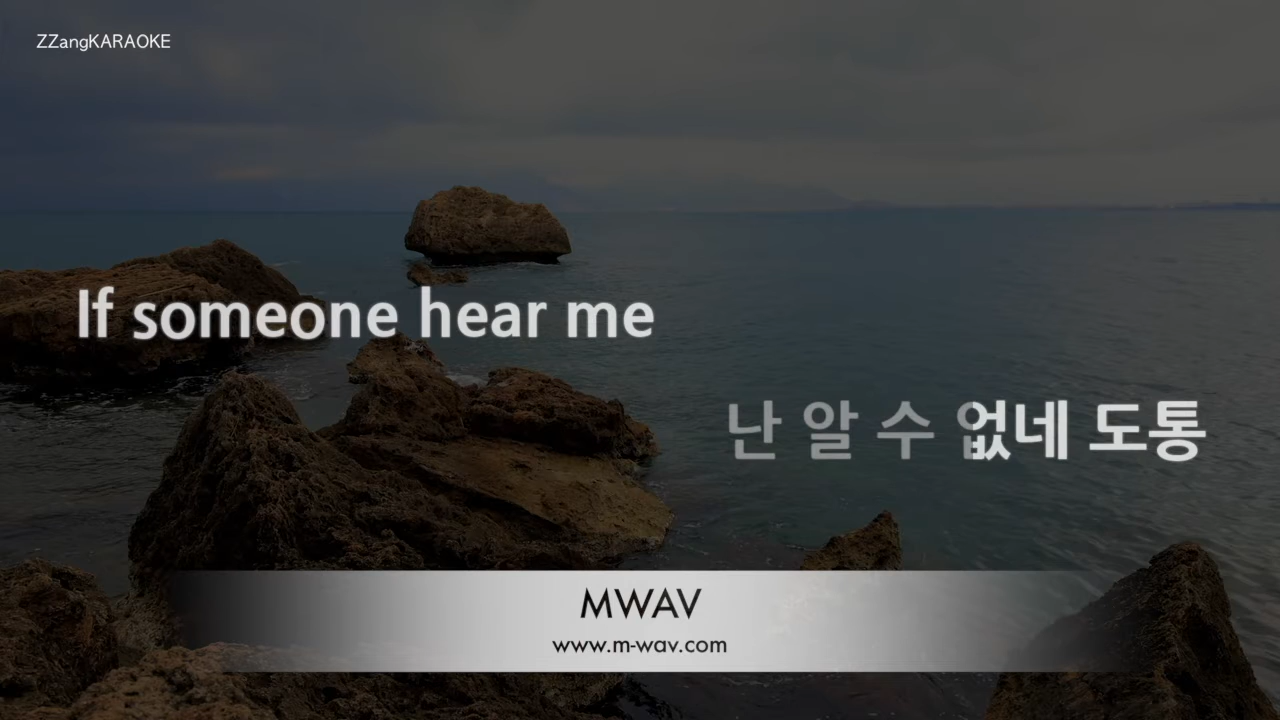 ZZangKARAOKE
If someone hear me
난 알 수 없네 도통
MWAV
www.m-wav.com